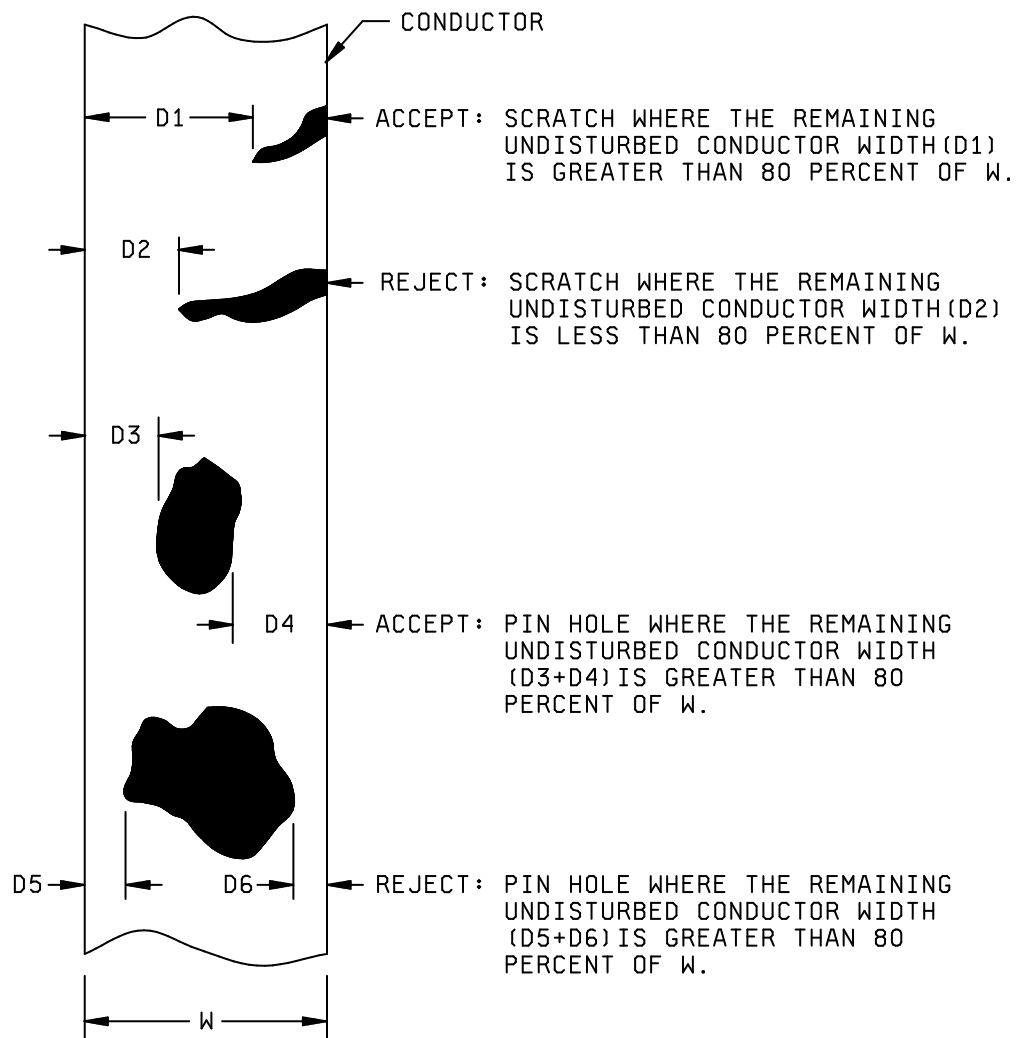 CONDUCTOR
D1
ACCEPT: SCRATCH WHERE THE REMAINING
UNDISTURBED CONDUCTOR WIDTH(D1)
IS GREATER THAN 80 PERCENT OF W.
D2
REJECT: SCRATCH WHERE THE REMAINING
UNDISTURBED CONDUCTOR WIDTH(D2)
IS LESS THAN 80 PERCENT OF W.
D3
D4
ACCEPT: PIN HOLE WHERE THE REMAINING
UNDISTURBED CONDUCTOR WIDTH
(D3+D4)IS GREATER THAN 80
PERCENT OF W.
D5
D6
REJECT: PIN HOLE WHERE THE REMAINING
UNDISTURBED CONDUCTOR WIDTH
(D5+D6)IS GREATER THAN 80
PERCENT OF W.
W